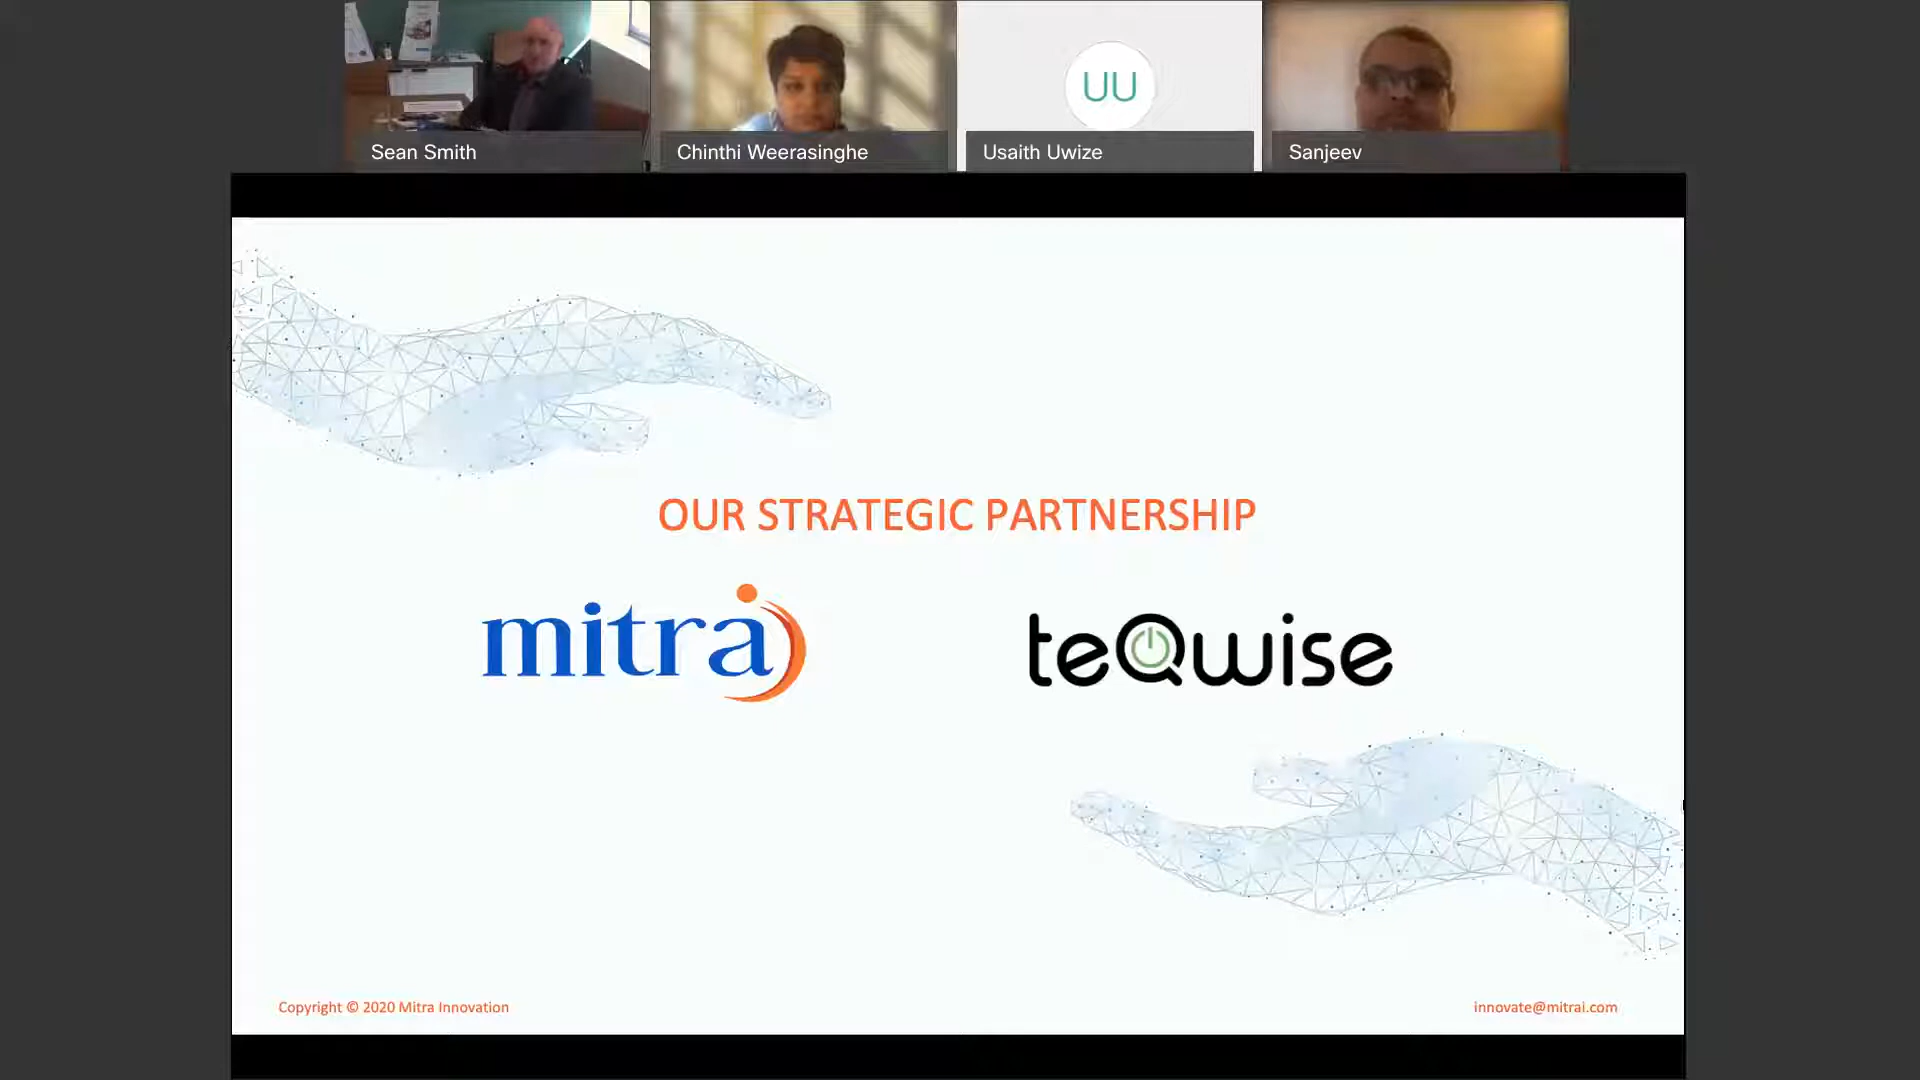 UU
Sean Smith
Chinthi Weerasinghe
Usaith Uwize
Sanjeev
OUR STRATEGIC PARTNERSHIP
mitra
teQwise
Copyright © 2020 Mitra Innovation
innovate@mitrai.com